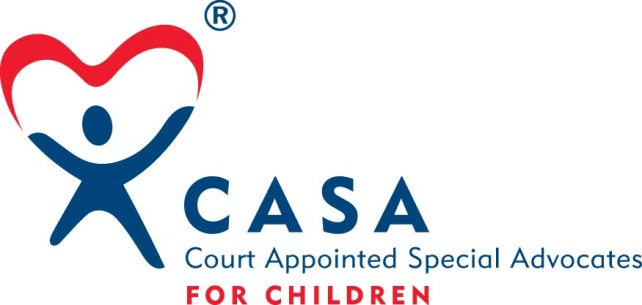 ®
CASA
Court Appointed Special Advocates
FOR CHILDREN